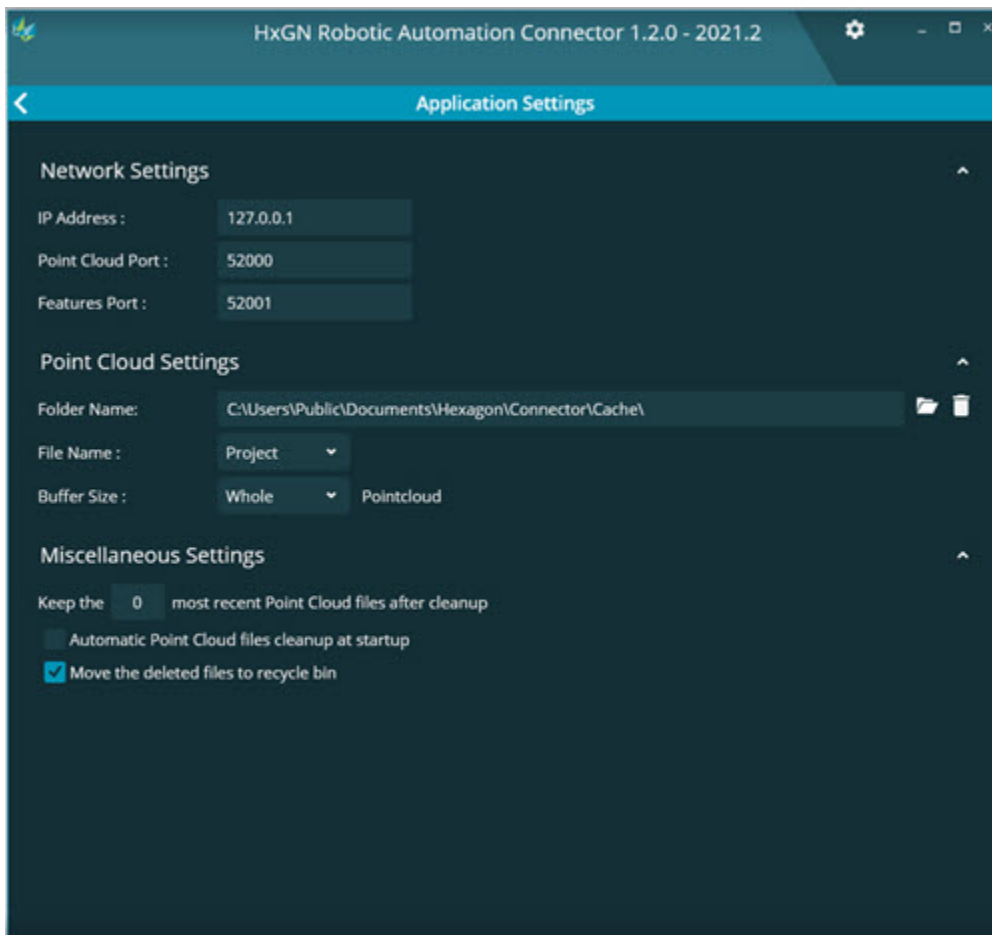 HxGN Robotic Automation Connector 1.2.0 - 2021.2
Application Settings
Network Settings
IP Address : 127.0.0.1
Point Cloud Port : 52000
Features Port : 52001
Point Cloud Settings
Folder Name: C:\Users\Public\Documents\Hexagon\Connector\Cache\
File Name : Project
Buffer Size : Whole Pointcloud
Miscellaneous Settings
Keep the 0 most recent Point Cloud files after cleanup
Automatic Point Cloud files cleanup at startup
Move the deleted files to recycle bin